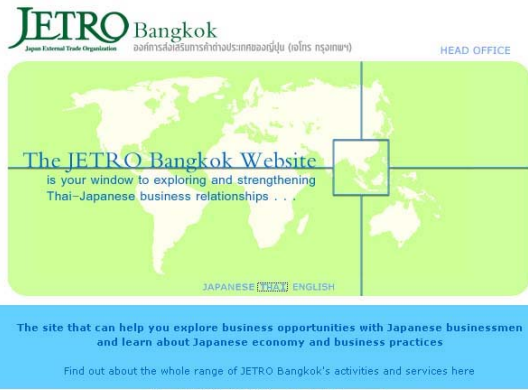 JETRO Bangkok
Japan External Trade Organization
องค์การส่งเสริมการค้าต่างประเทศของญี่ปุ่น (เจโทร กรุงเทพฯ)
HEAD OFFICE
The JETRO Bangkok Website
is your window to exploring and strengthening
Thai-Japanese business relationships . . .
JAPANESE THAI ENGLISH
The site that can help you explore business opportunities with Japanese businessmen
and learn about Japanese economy and business practices
Find out about the whole range of JETRO Bangkok's activities and services here